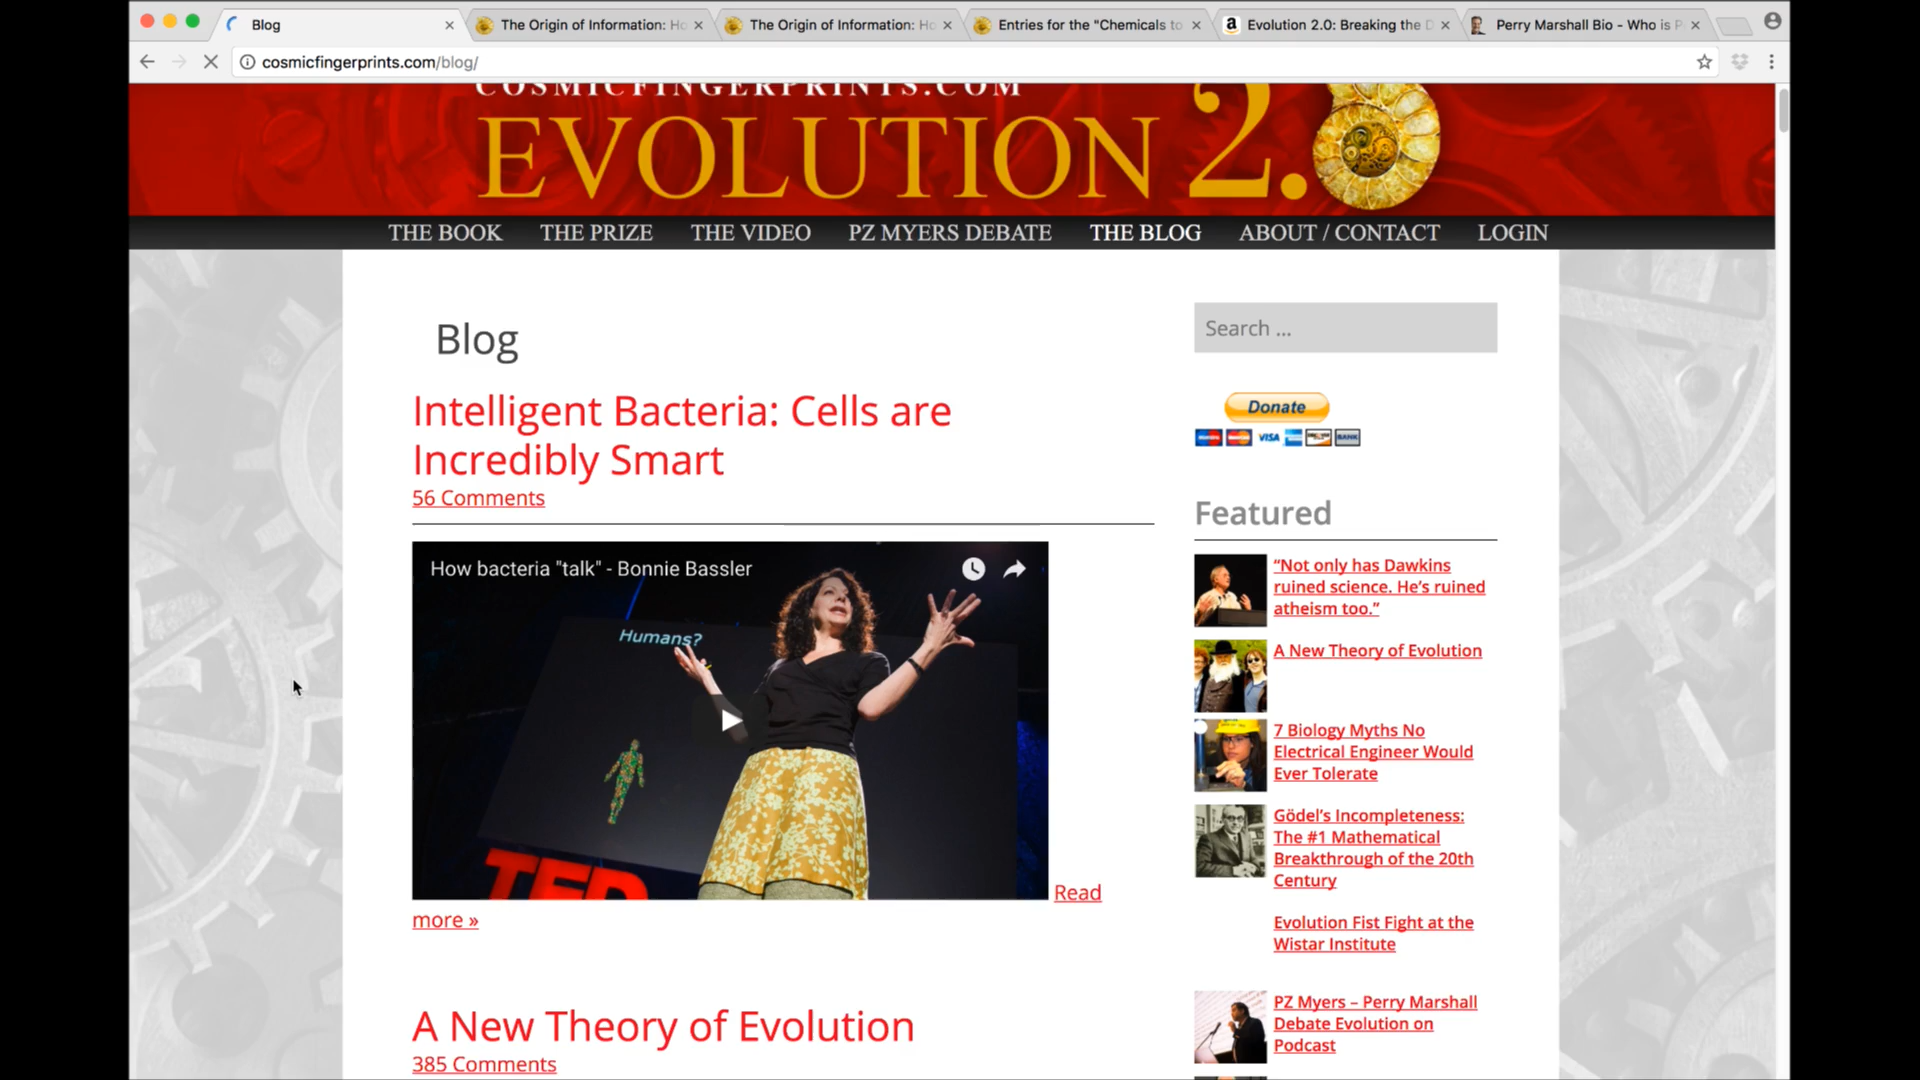 Blog
The Origin of Information: Ho
The Origin of Information: Ho
Entries for the "Chemicals to
Evolution 2.0: Breaking the D
Perry Marshall Bio - Who is P
cosmicfingerprints.com/blog/
COSMICFINGERPRINTS.COM
EVOLUTION 2.0
THE BOOK
THE PRIZE
THE VIDEO
PZ MYERS DEBATE
THE BLOG
ABOUT / CONTACT
LOGIN
Blog
Intelligent Bacteria: Cells are
Incredibly Smart
56 Comments
How bacteria "talk" - Bonnie Bassler
Humans?
TED
Read
more »
A New Theory of Evolution
385 Comments
Search ...
Donate
VISA
BANK
Featured
“Not only has Dawkins
ruined science. He’s ruined
atheism too.”
A New Theory of Evolution
7 Biology Myths No
Electrical Engineer Would
Ever Tolerate
Gödel’s Incompleteness:
The #1 Mathematical
Breakthrough of the 20th
Century
Evolution Fist Fight at the
Wistar Institute
PZ Myers – Perry Marshall
Debate Evolution on
Podcast